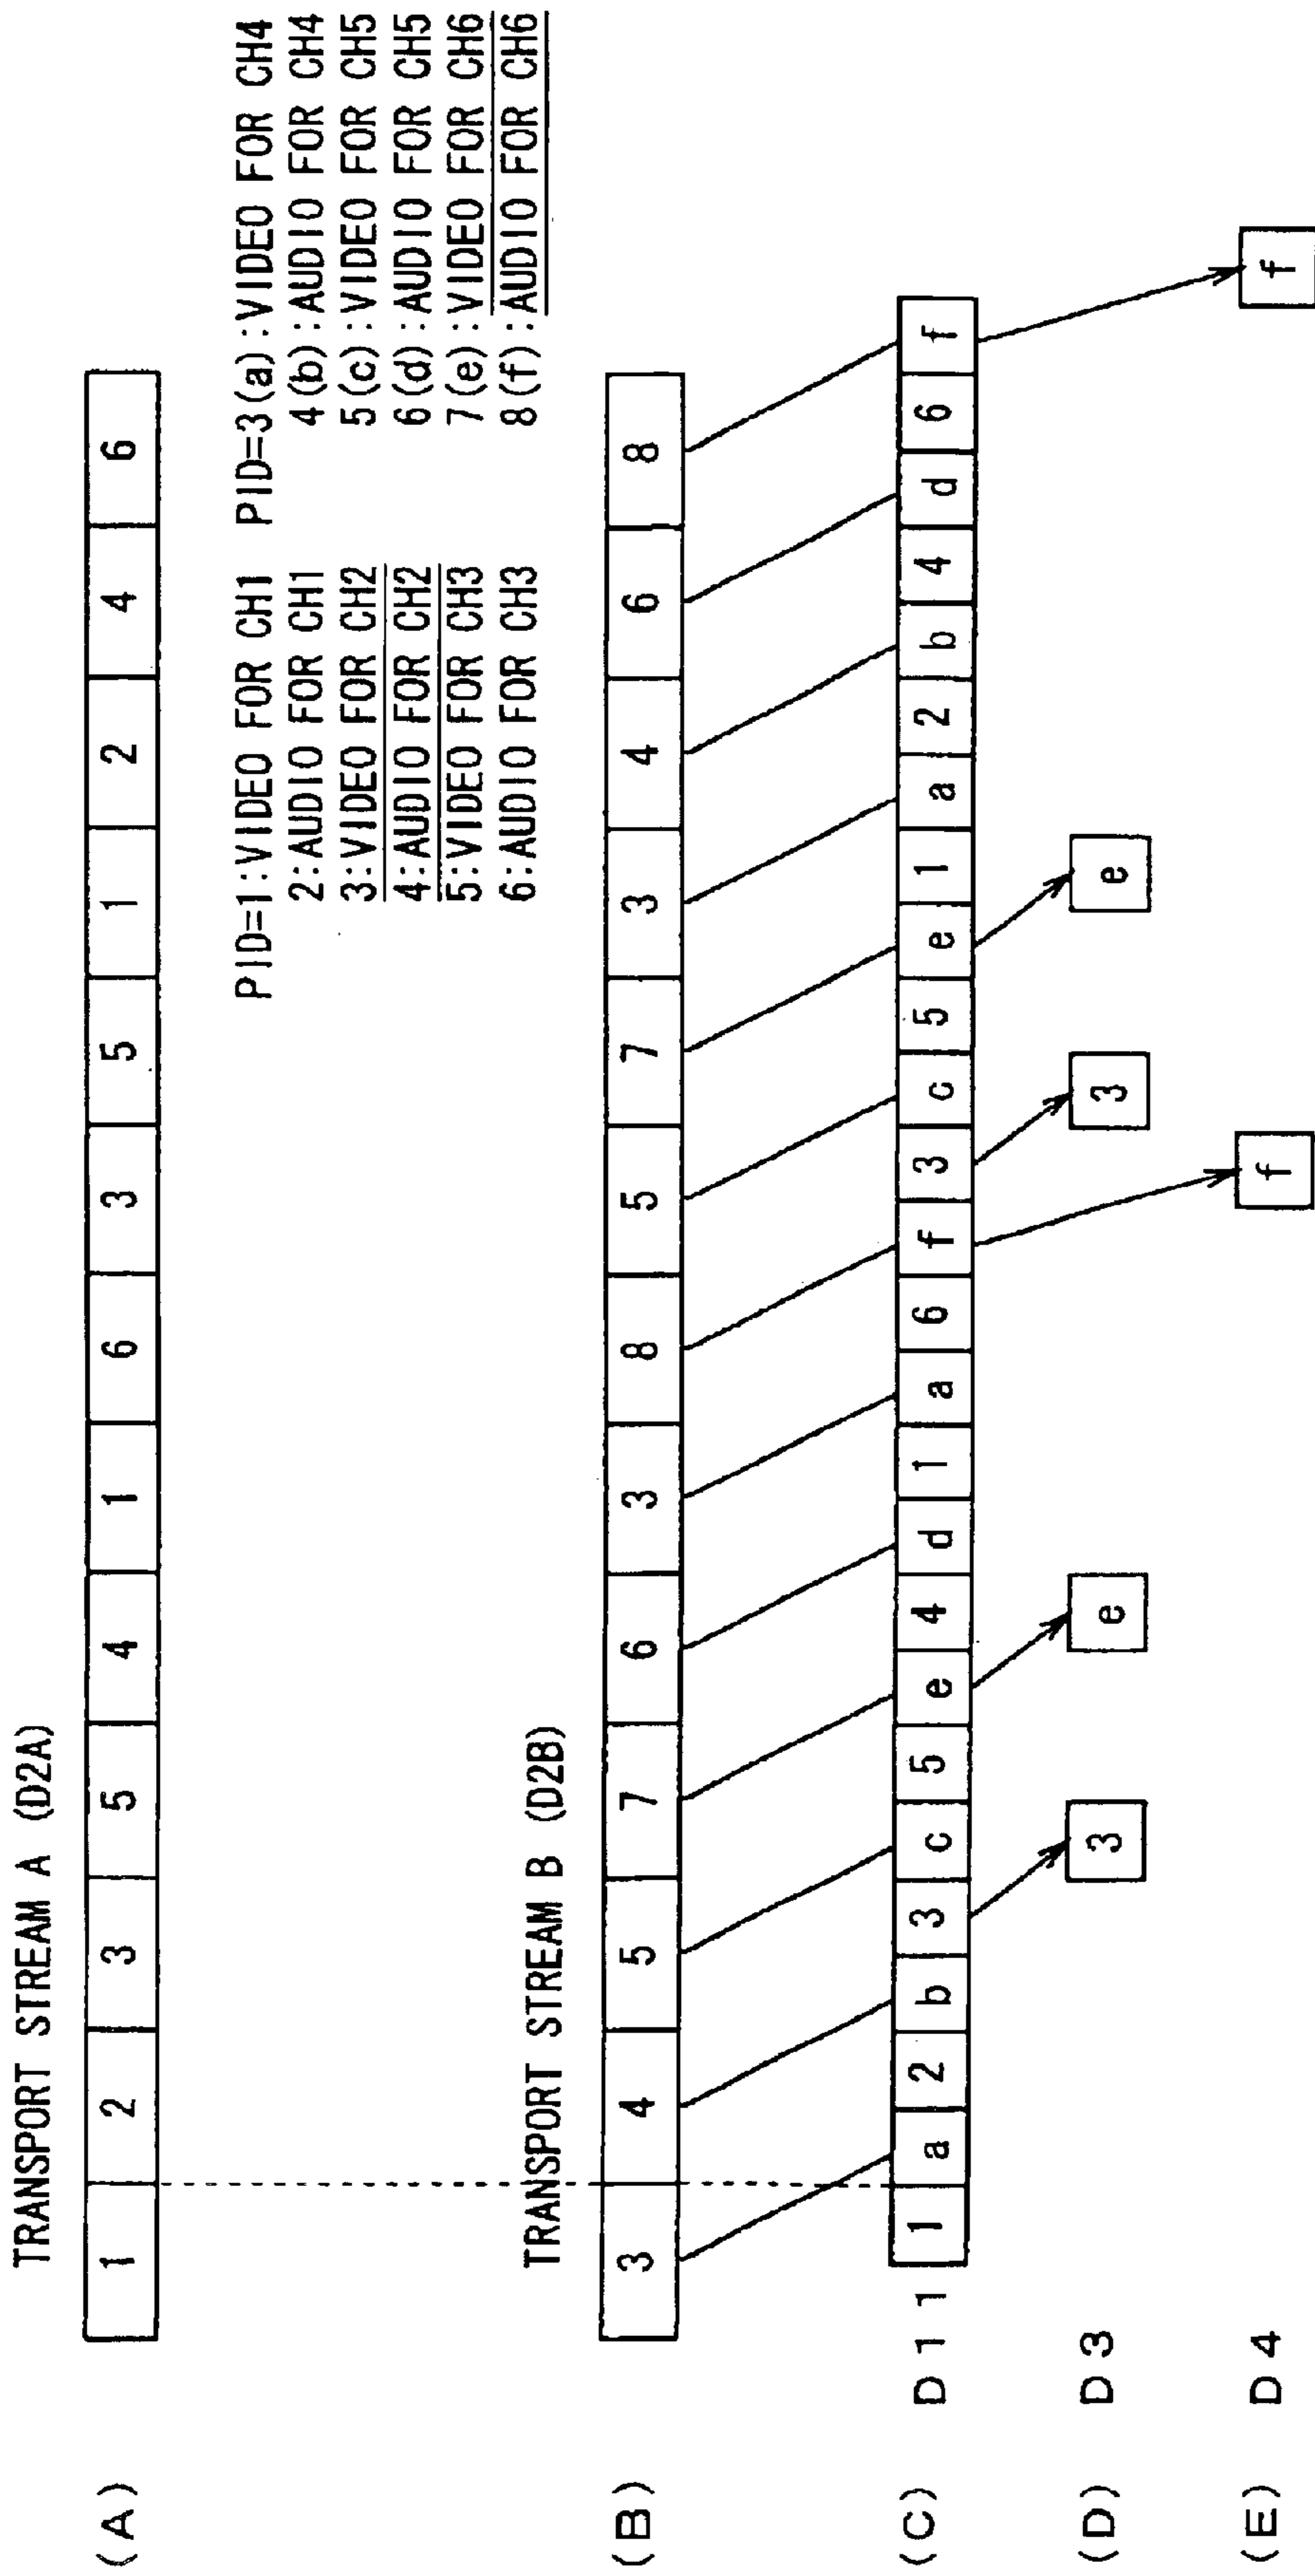 TRANSPORT STREAM A (D2A)
(A) 1 2 3 5 4 1 6 3 5 1 2 4 6
PID=1:VIDEO FOR CH1 PID=3(a):VIDEO FOR CH4
2:AUDIO FOR CH1 4(b):AUDIO FOR CH4
3:VIDEO FOR CH2 5(c):VIDEO FOR CH5
4:AUDIO FOR CH2 6(d):AUDIO FOR CH5
5:VIDEO FOR CH3 7(e):VIDEO FOR CH6
6:AUDIO FOR CH3 8(f):AUDIO FOR CH6
TRANSPORT STREAM B (D2B)
(B) 3 4 5 7 6 3 8 5 7 3 4 6 8
(C) D11 1 a 2 b 3 c 5 e 4 d 1 a 6 f 3 c 5 e 1 a 2 b 4 d 6 f
(D) D3 3 e 3 e
(E) D4 f f